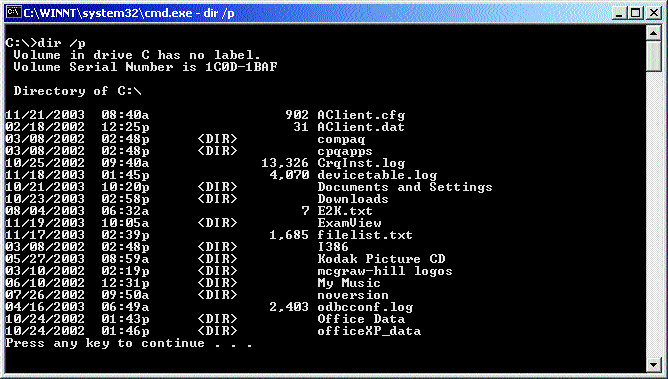 C:\WINNT\system32\cmd.exe - dir /p
C:\>dir /p
 Volume in drive C has no label.
 Volume Serial Number is 1C0D-1BAF

 Directory of C:\

11/21/2003  08:40a                 902 AClient.cfg
02/18/2002  12:25p                  31 AClient.dat
03/08/2002  02:48p      <DIR>          compaq
03/08/2002  02:48p      <DIR>          cpqapps
10/25/2002  09:40a              13,326 CrqInst.log
11/18/2003  01:45p               4,070 devicetable.log
10/21/2003  10:20p      <DIR>          Documents and Settings
10/23/2003  02:58p      <DIR>          Downloads
08/04/2003  06:32a                   7 E2K.txt
11/19/2003  10:05a      <DIR>          ExamView
11/17/2003  02:39p               1,685 filelist.txt
03/08/2002  02:48p      <DIR>          I386
05/27/2003  08:59a      <DIR>          Kodak Picture CD
03/10/2002  02:19p      <DIR>          mcgraw-hill logos
06/10/2002  12:31p      <DIR>          My Music
07/26/2002  09:50a      <DIR>          noversion
04/16/2003  06:49a               2,403 odbcconf.log
10/24/2002  01:43p      <DIR>          Office Data
10/24/2002  01:46p      <DIR>          officeXP_data
Press any key to continue . . .